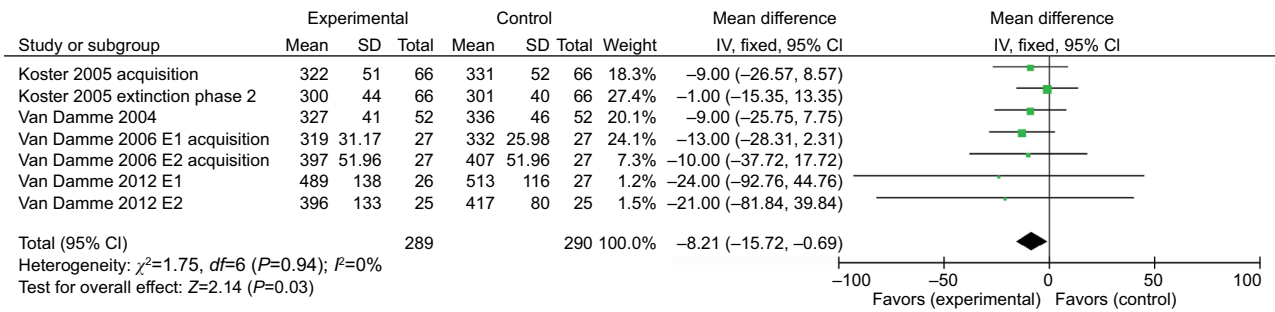 Experimental Control Mean difference Mean difference
Study or subgroup Mean SD Total Mean SD Total Weight IV, fixed, 95% CI IV, fixed, 95% CI
Koster 2005 acquisition 322 51 66 331 52 66 18.3% –9.00 (–26.57, 8.57)
Koster 2005 extinction phase 2 300 44 66 301 40 66 27.4% –1.00 (–15.35, 13.35)
Van Damme 2004 327 41 52 336 46 52 20.1% –9.00 (–25.75, 7.75)
Van Damme 2006 E1 acquisition 319 31.17 27 332 25.98 27 24.1% –13.00 (–28.31, 2.31)
Van Damme 2006 E2 acquisition 397 51.96 27 407 51.96 27 7.3% –10.00 (–37.72, 17.72)
Van Damme 2012 E1 489 138 26 513 116 27 1.2% –24.00 (–92.76, 44.76)
Van Damme 2012 E2 396 133 25 417 80 25 1.5% –21.00 (–81.84, 39.84)
Total (95% CI) 289 290 100.0% –8.21 (–15.72, –0.69)
Heterogeneity: χ²=1.75, df=6 (P=0.94); I²=0%
Test for overall effect: Z=2.14 (P=0.03)
–100 –50 0 50 100
Favors (experimental) Favors (control)